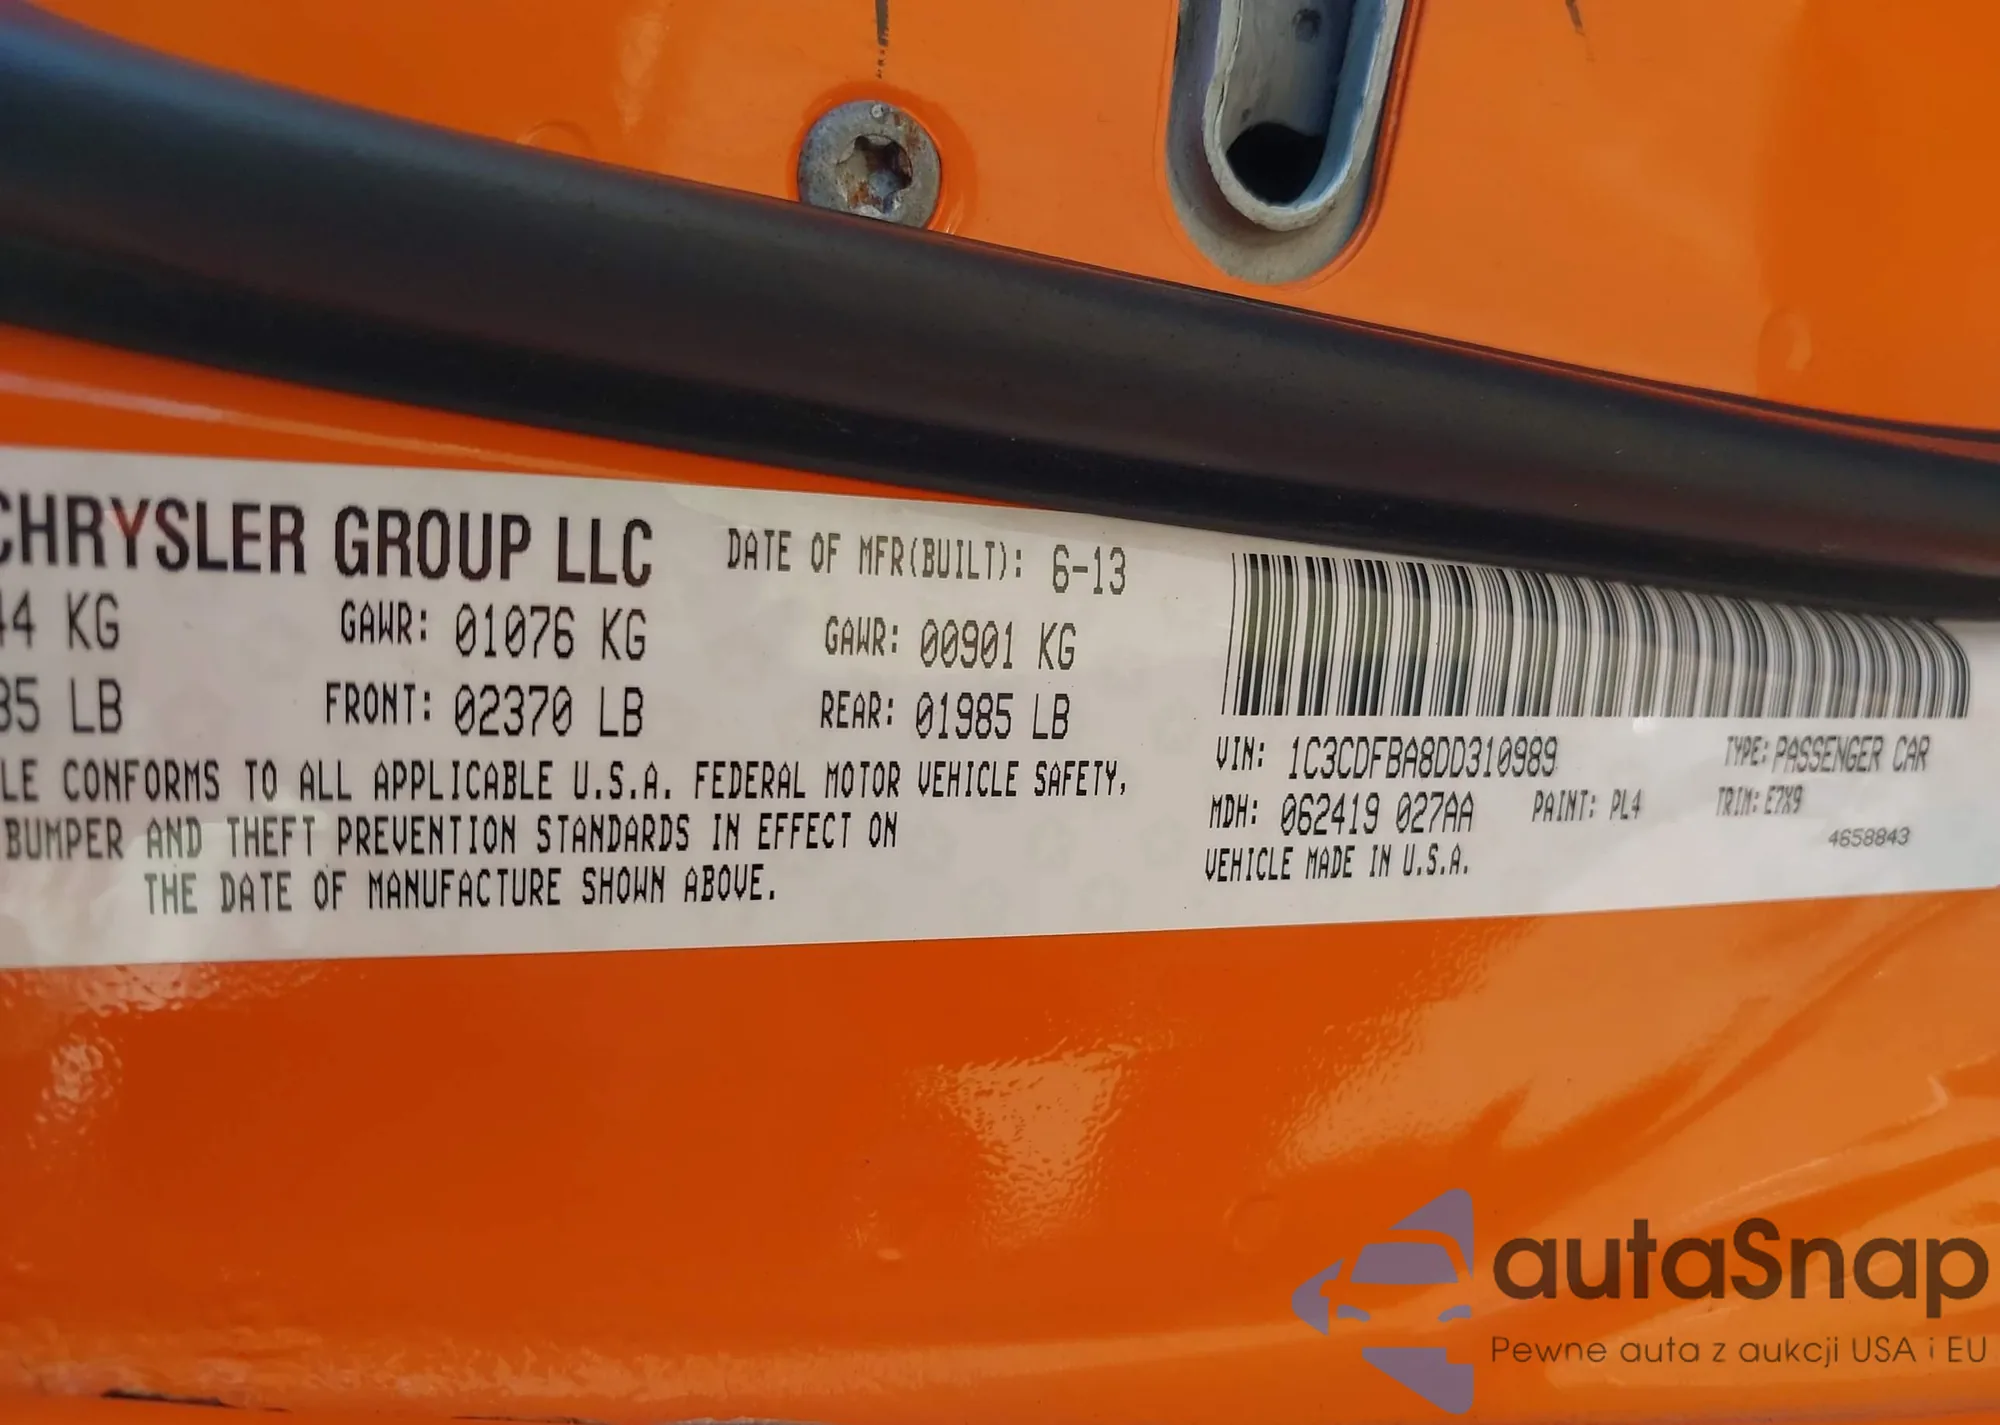 CHRYSLER GROUP LLC DATE OF MFR(BUILT): 6-13
44 KG GAWR: 01076 KG GAWR: 00901 KG
35 LB FRONT: 02370 LB REAR: 01985 LB
LE CONFORMS TO ALL APPLICABLE U.S.A. FEDERAL MOTOR VEHICLE SAFETY,
BUMPER AND THEFT PREVENTION STANDARDS IN EFFECT ON
THE DATE OF MANUFACTURE SHOWN ABOVE.
VIN: 1C3CDFBA8DD310989 TYPE: PASSENGER CAR
MDH: 062419 027AA PAINT: PL4 TRIM: E7X9
VEHICLE MADE IN U.S.A. 4658843
autaSnap
Pewne auta z aukcji USA i EU